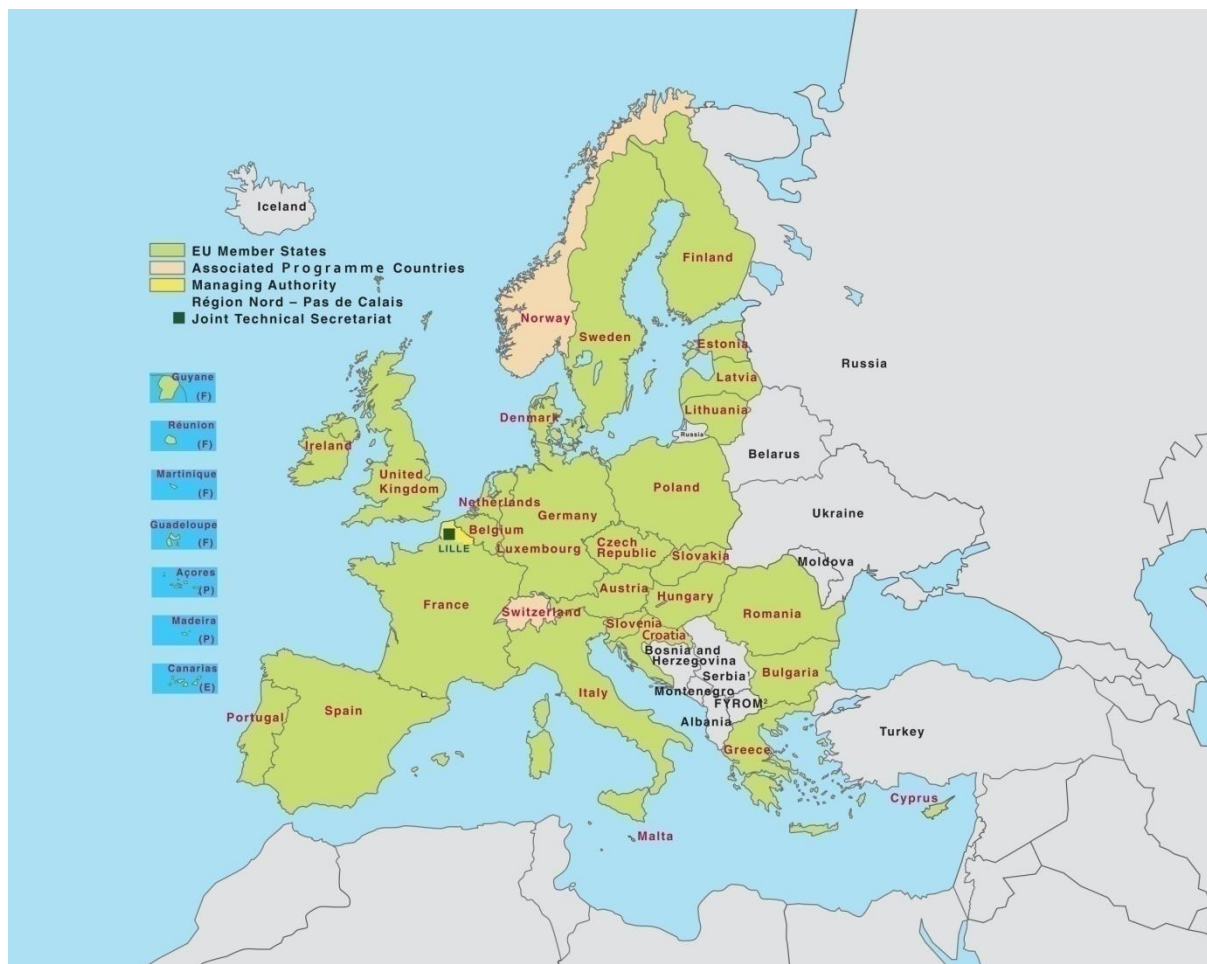 Iceland
EU Member States
Associated Programme Countries
Managing Authority
Région Nord – Pas de Calais
Joint Technical Secretariat
Guyane
(F)
Réunion
(F)
Martinique
(F)
Guadeloupe
(F)
Açores
(P)
Madeira
(P)
Canarias
(E)
Norway
Sweden
Finland
Estonia
Latvia
Lithuania
Russia
Russia
Denmark
Belarus
Ireland
United
Kingdom
Netherlands
Poland
Germany
Ukraine
Belgium
LILLE
Luxembourg
Czech
Republic
Slovakia
Moldova
Austria
Hungary
France
Switzerland
Romania
Slovenia
Croatia
Bosnia and
Herzegovina
Serbia¹
Bulgaria
Montenegro
FYROM²
Italy
Albania
Portugal
Spain
Greece
Turkey
Cyprus
Malta